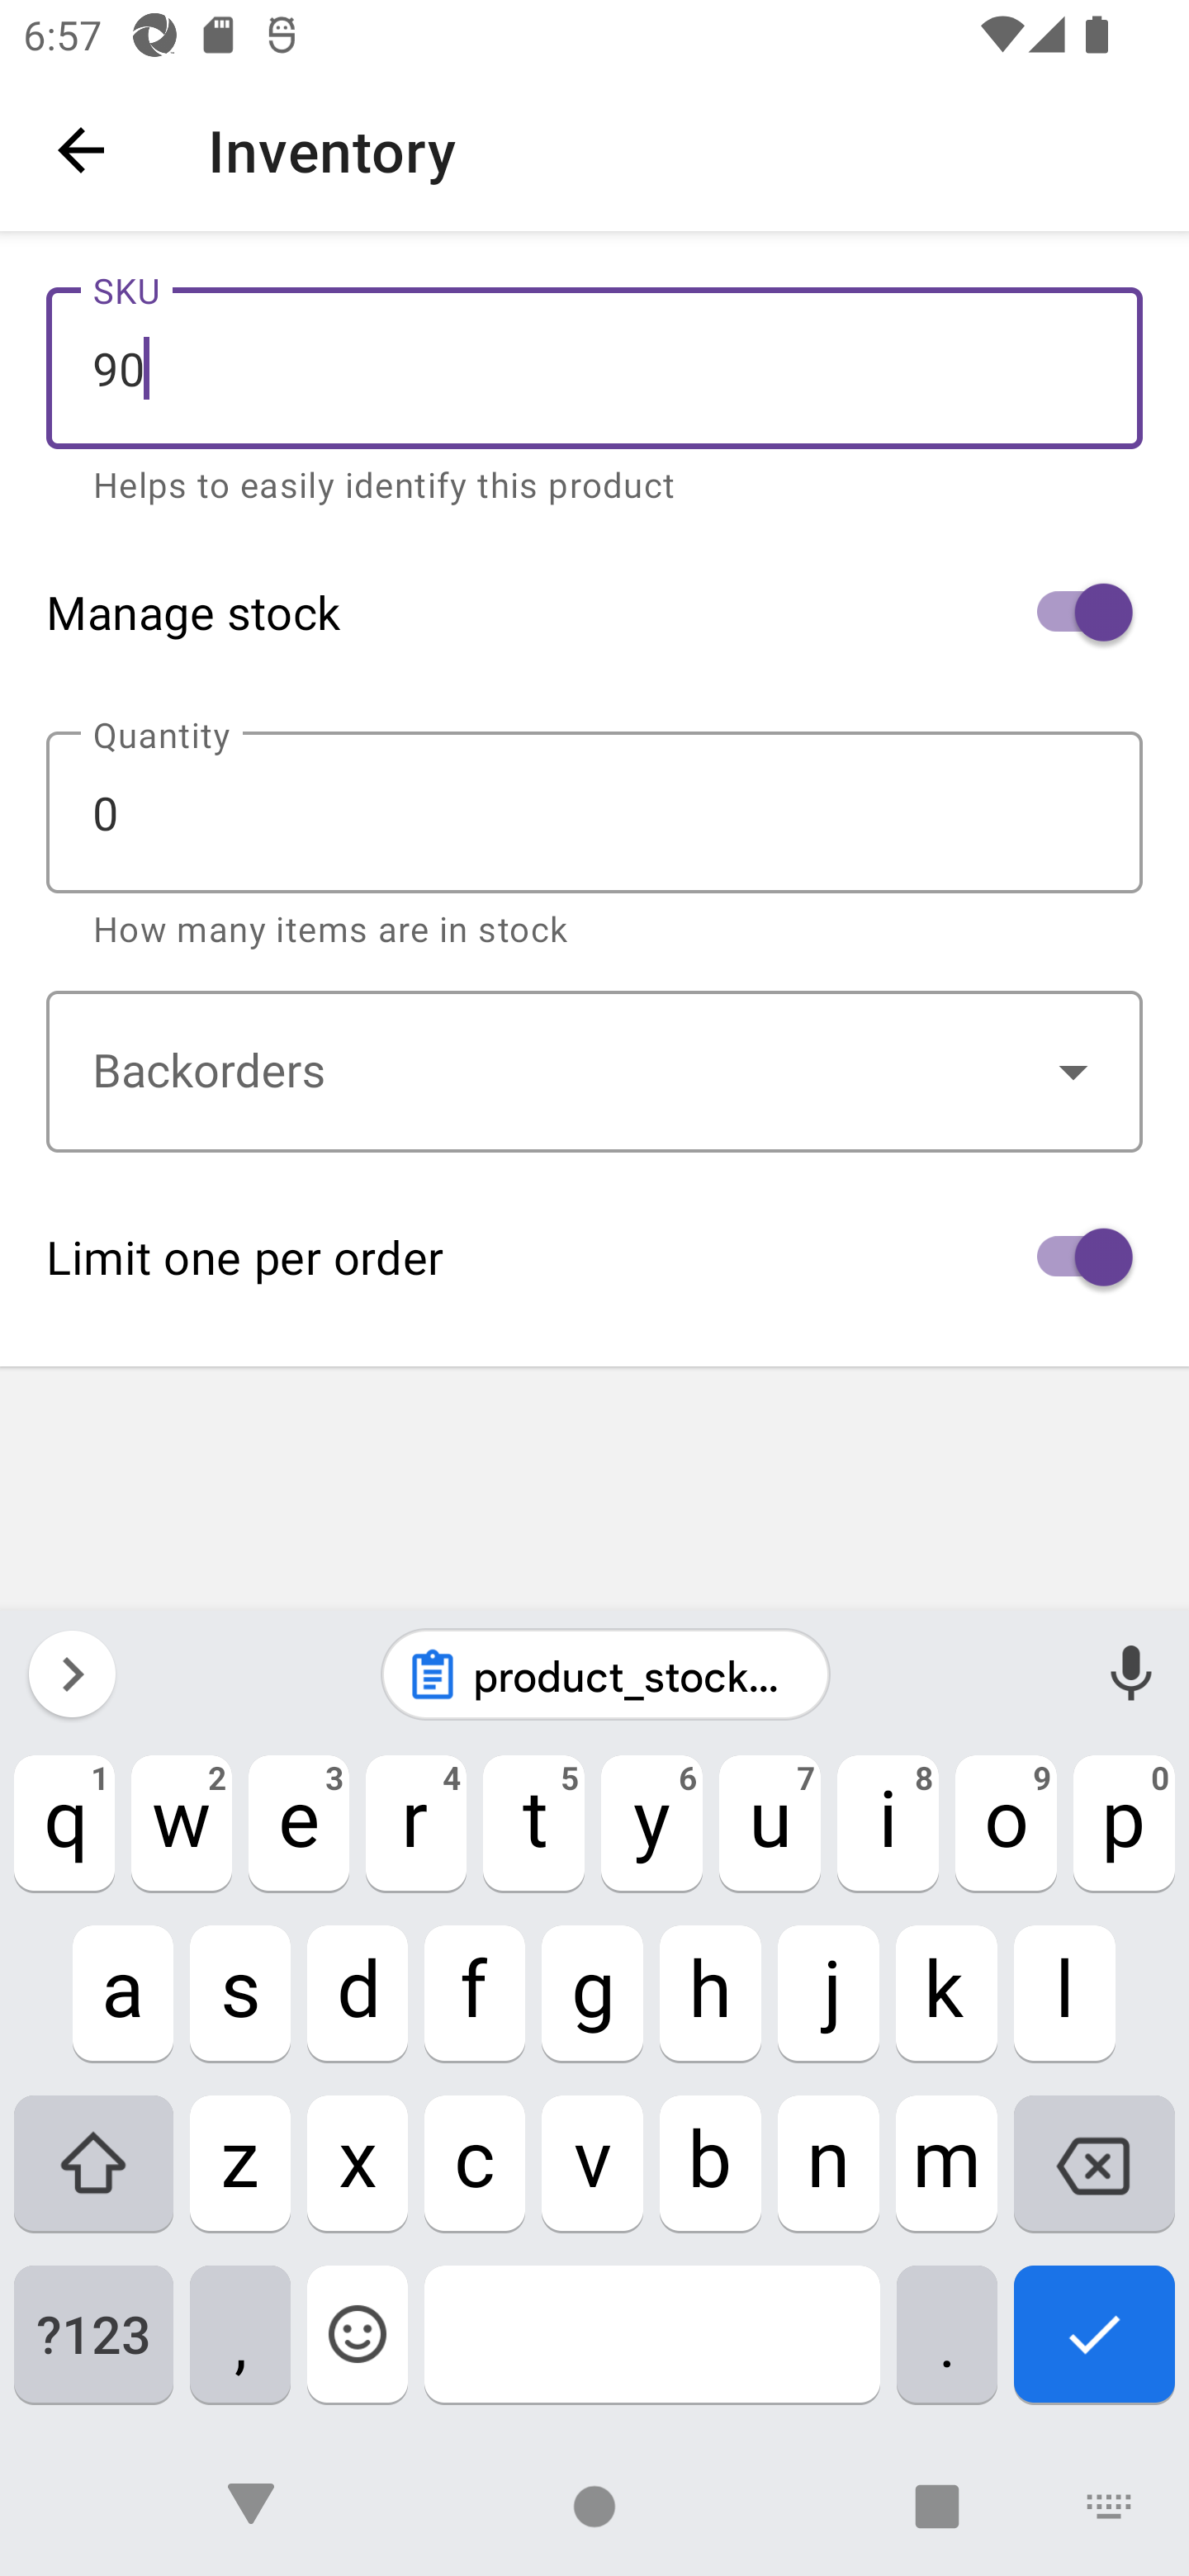 6:57
Inventory
SKU
90
Helps to easily identify this product
Manage stock
Quantity
0
How many items are in stock
Backorders
Limit one per order
product_stock...
q 1 w 2 e 3 r 4 t 5 y 6 u 7 i 8 o 9 p 0
a s d f g h j k l
z x c v b n m
?123 , .